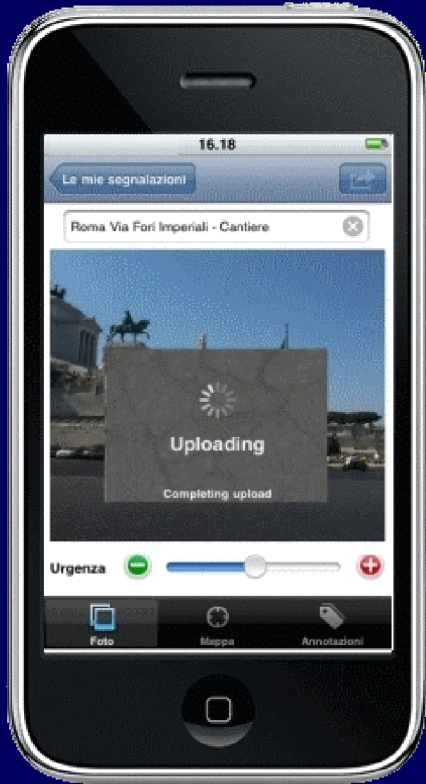 16.18
Le mie segnalazioni
Roma Via Fori Imperiali - Cantiere
Uploading
Completing upload
Urgenza
Foto
Mappa
Annotazioni